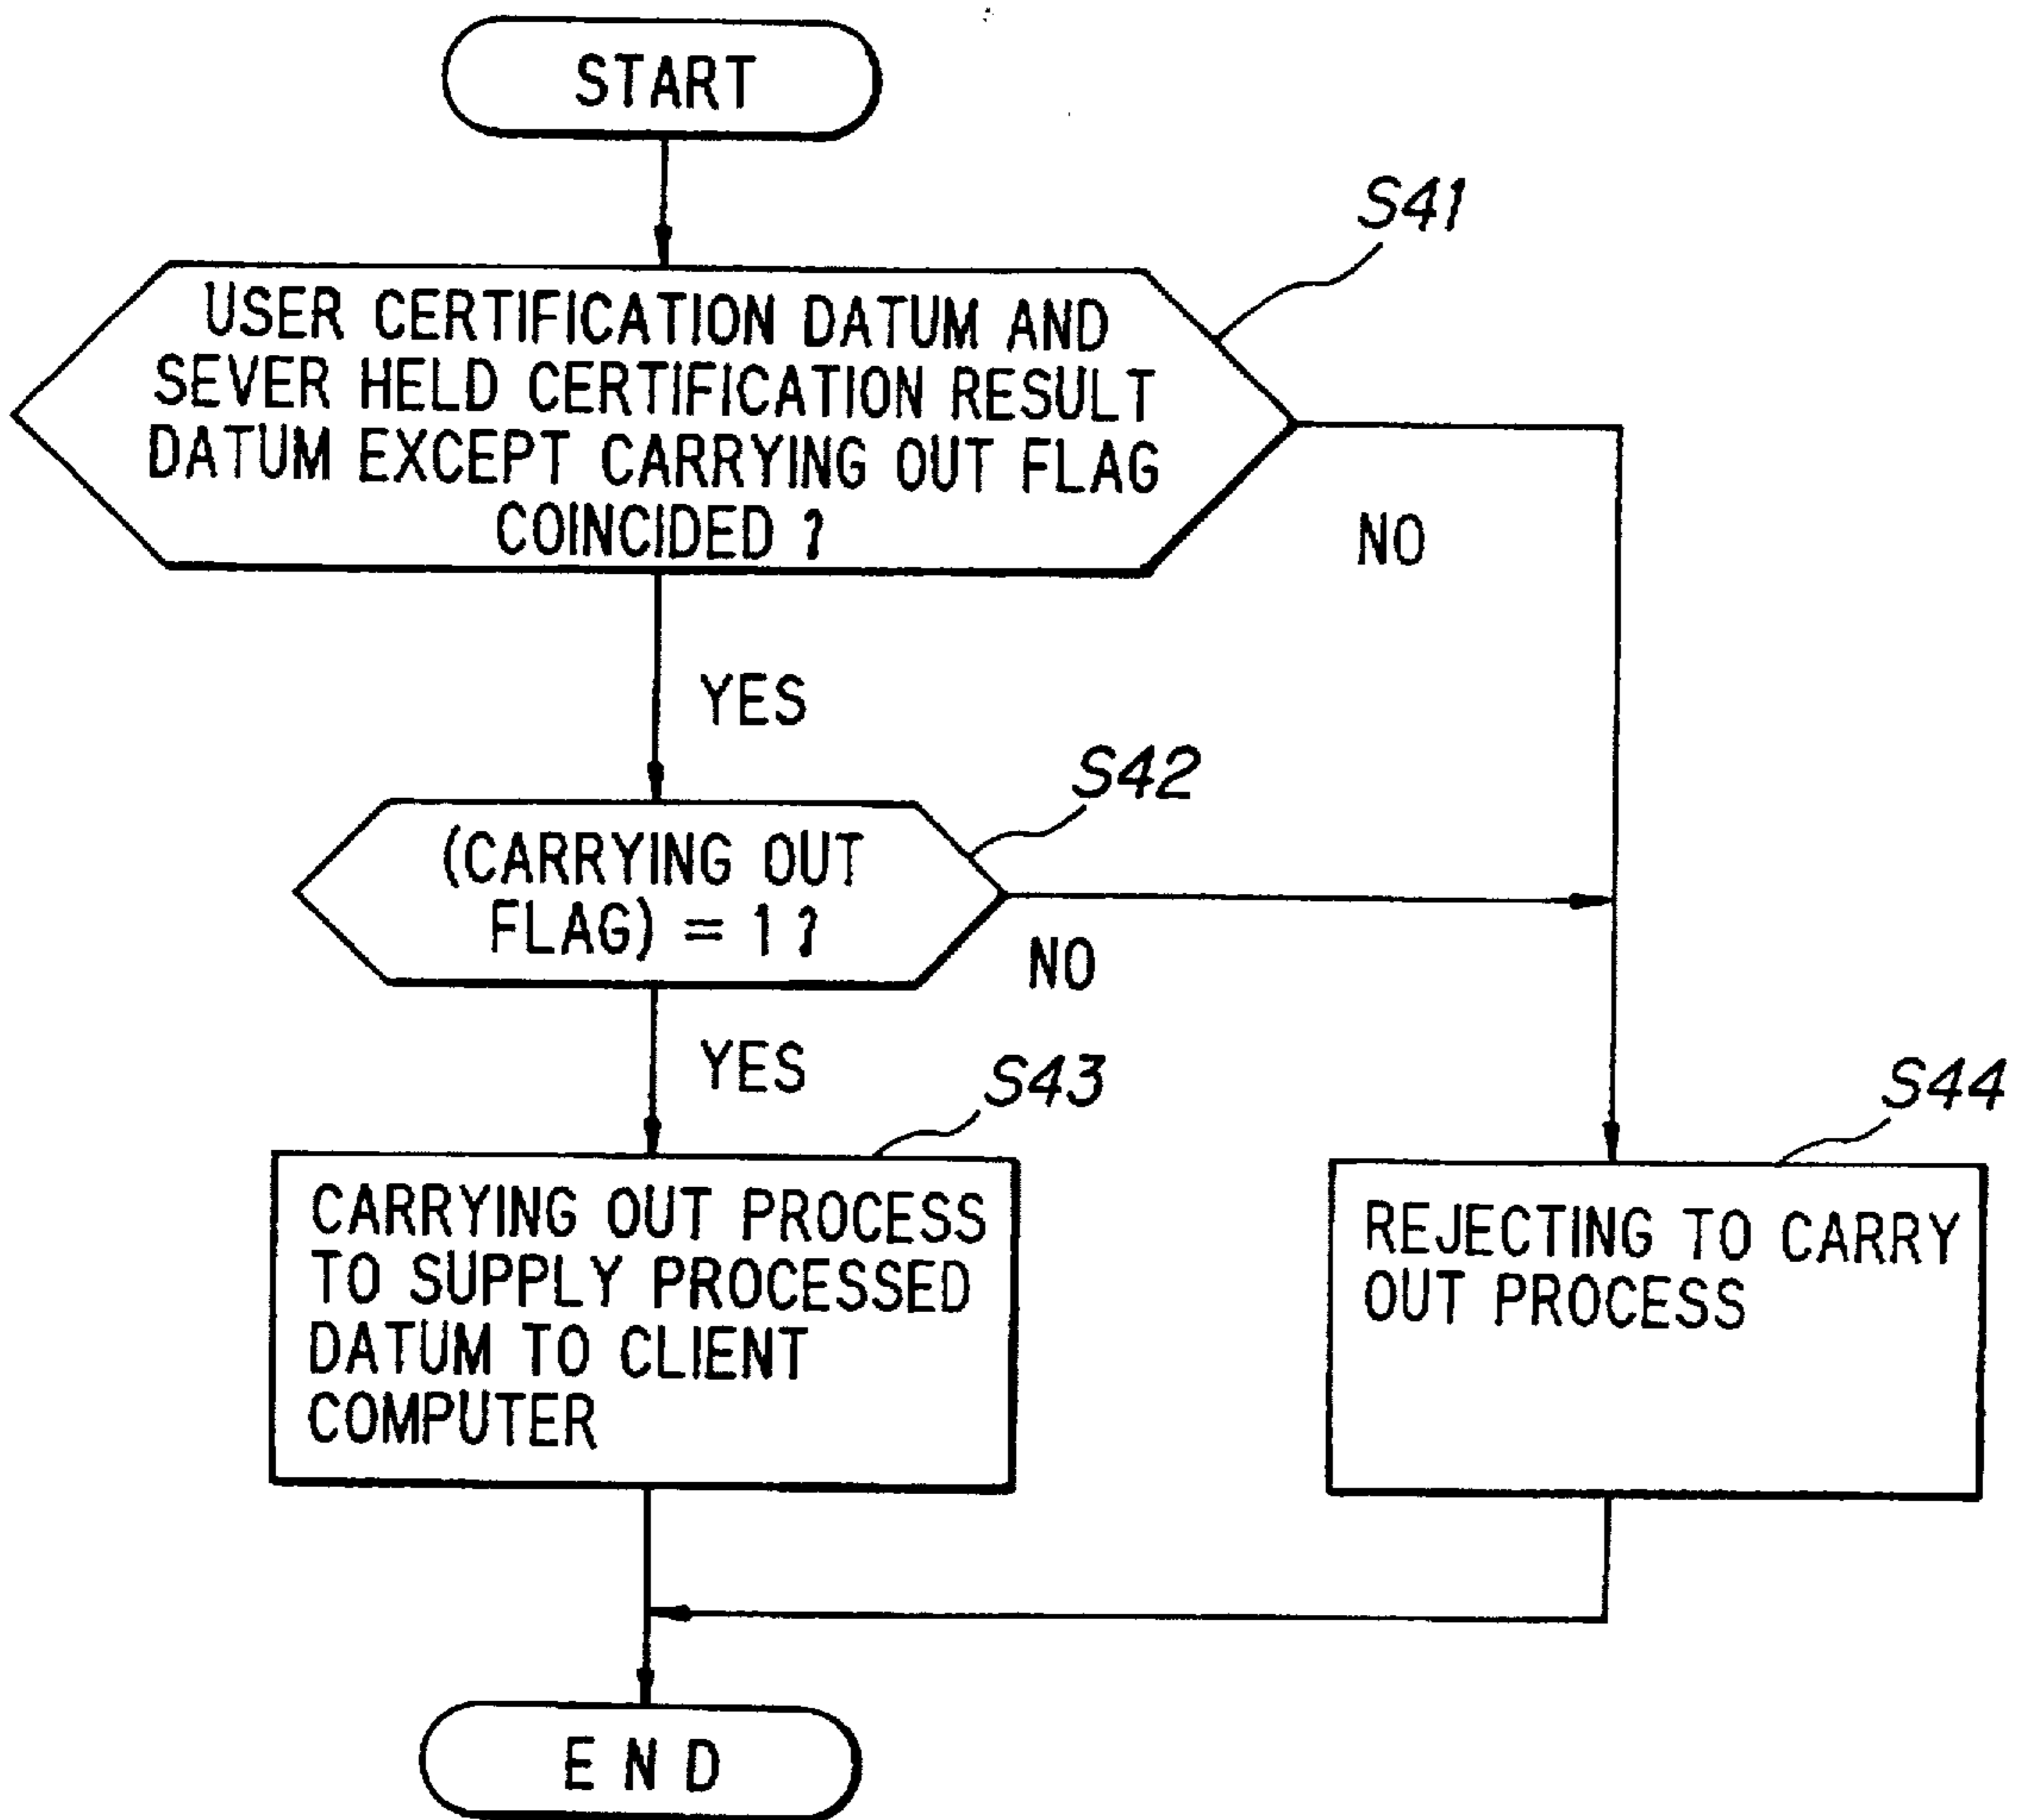 START
S41
USER CERTIFICATION DATUM AND
SEVER HELD CERTIFICATION RESULT
DATUM EXCEPT CARRYING OUT FLAG
COINCIDED ?
NO
YES
S42
(CARRYING OUT
FLAG) = 1 ?
NO
YES
S43
S44
CARRYING OUT PROCESS
TO SUPPLY PROCESSED
DATUM TO CLIENT
COMPUTER
REJECTING TO CARRY
OUT PROCESS
END